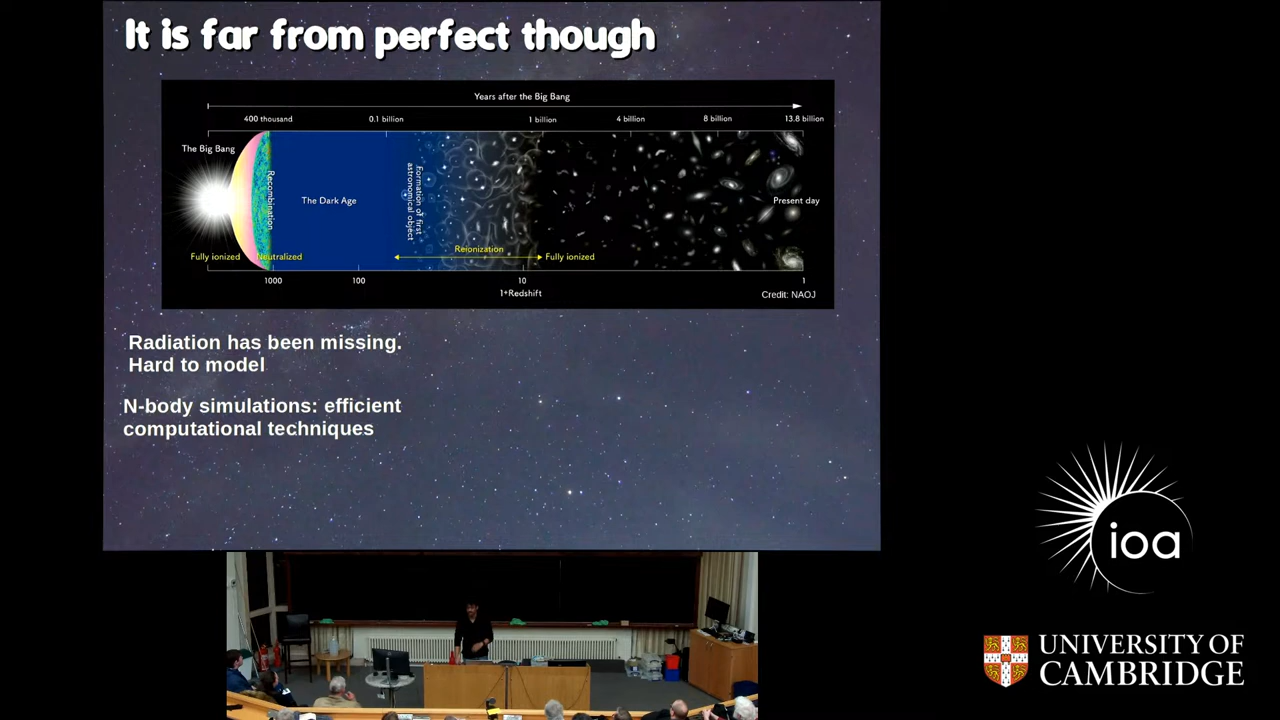 It is far from perfect though
Years after the Big Bang
400 thousand
0.1 billion
1 billion
4 billion
8 billion
13.8 billion
The Big Bang
Recombination
The Dark Age
Formation of first
astronomical object
Present day
Fully ionized
Neutralized
Reionization
Fully ionized
1000
100
10
1
1+Redshift
Credit: NAOJ
Radiation has been missing.
Hard to model
N-body simulations: efficient
computational techniques
ioa
UNIVERSITY OF
CAMBRIDGE